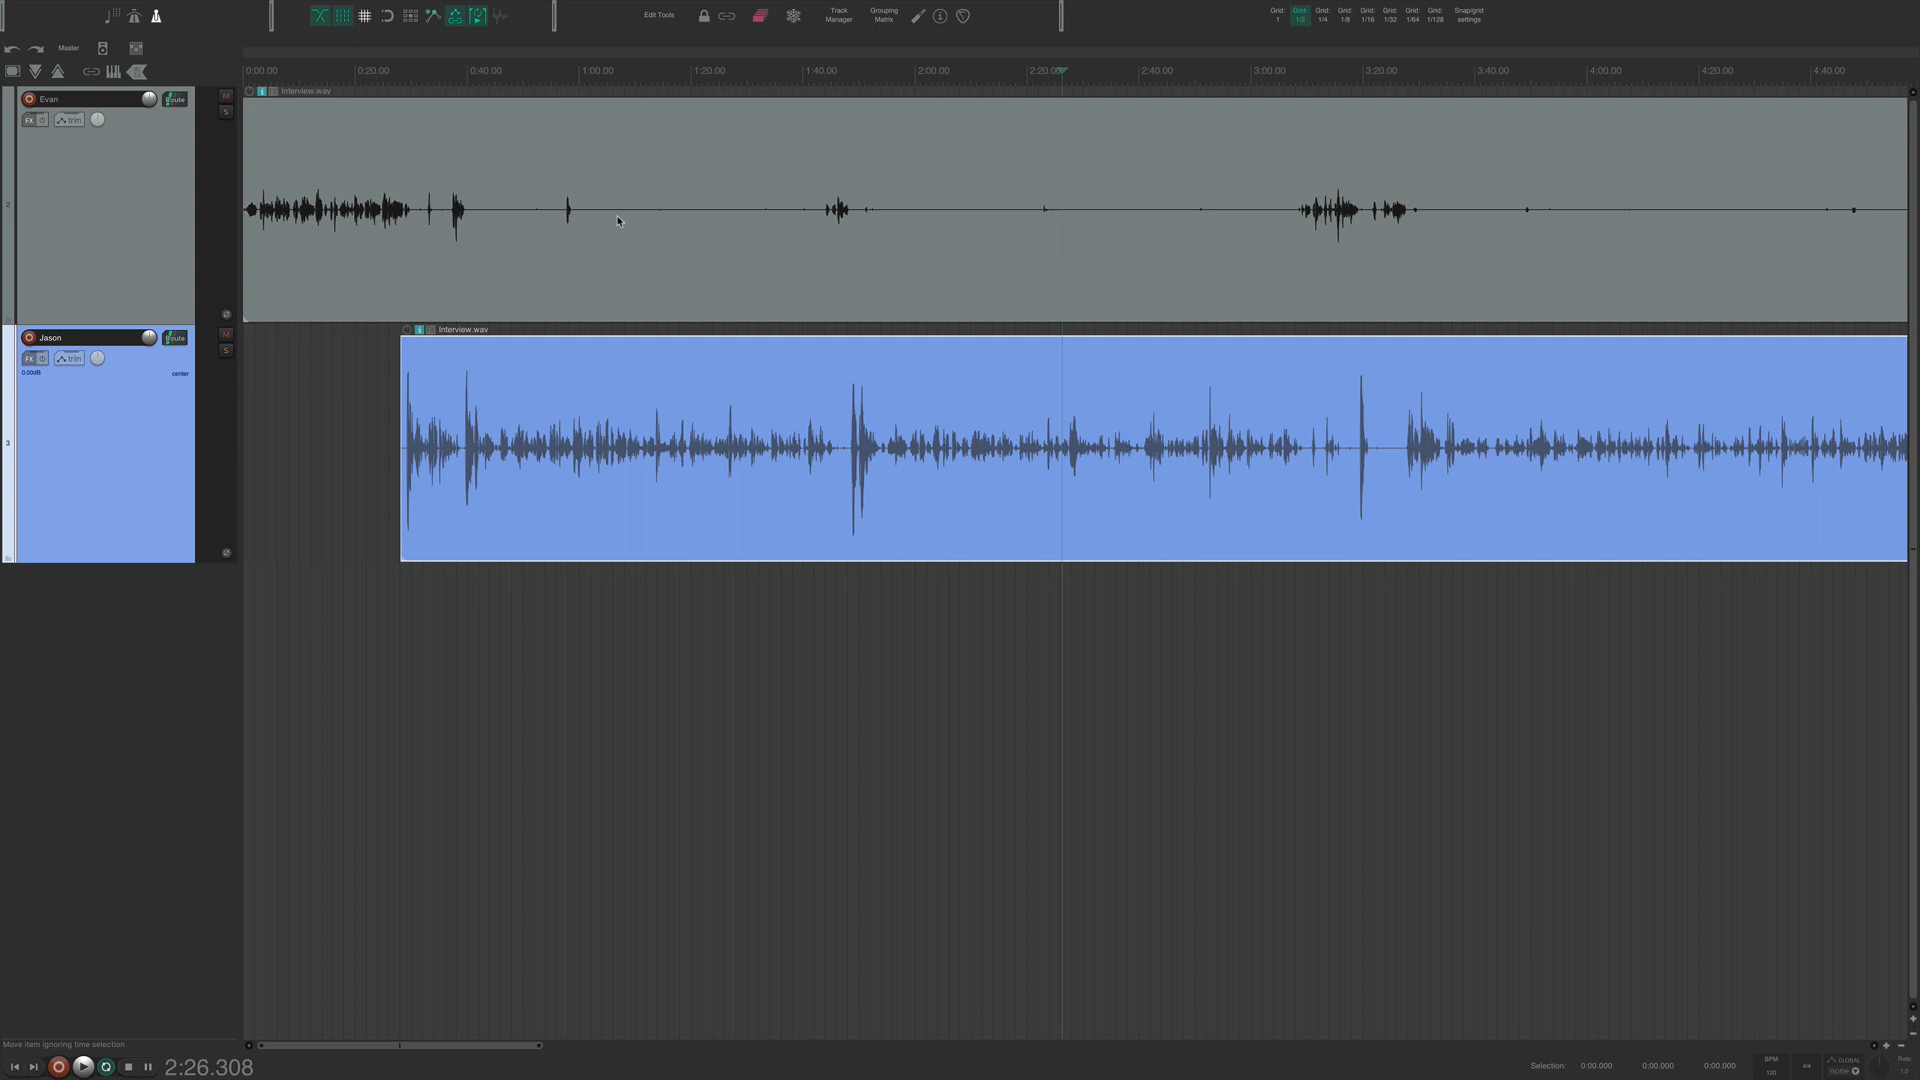 Edit Tools
Track Manager
Grouping Matrix
Grid: 1
Grid: 1/2
Grid: 1/4
Grid: 1/8
Grid: 1/16
Grid: 1/32
Grid: 1/64
Grid: 1/128
Snap/grid settings
Master
0:00.00
0:20.00
0:40.00
1:00.00
1:20.00
1:40.00
2:00.00
2:20.00
2:40.00
3:00.00
3:20.00
3:40.00
4:00.00
4:20.00
4:40.00
Interview.wav
2
Evan
Route
M
FX
trim
S
Interview.wav
3
Jason
Route
M
FX
trim
S
0.00dB
center
Move item ignoring time selection
2:26.308
Selection:
0:00.000
0:00.000
0:00.000
BPM
120
4/4
GLOBAL
none
Rate:
1.0